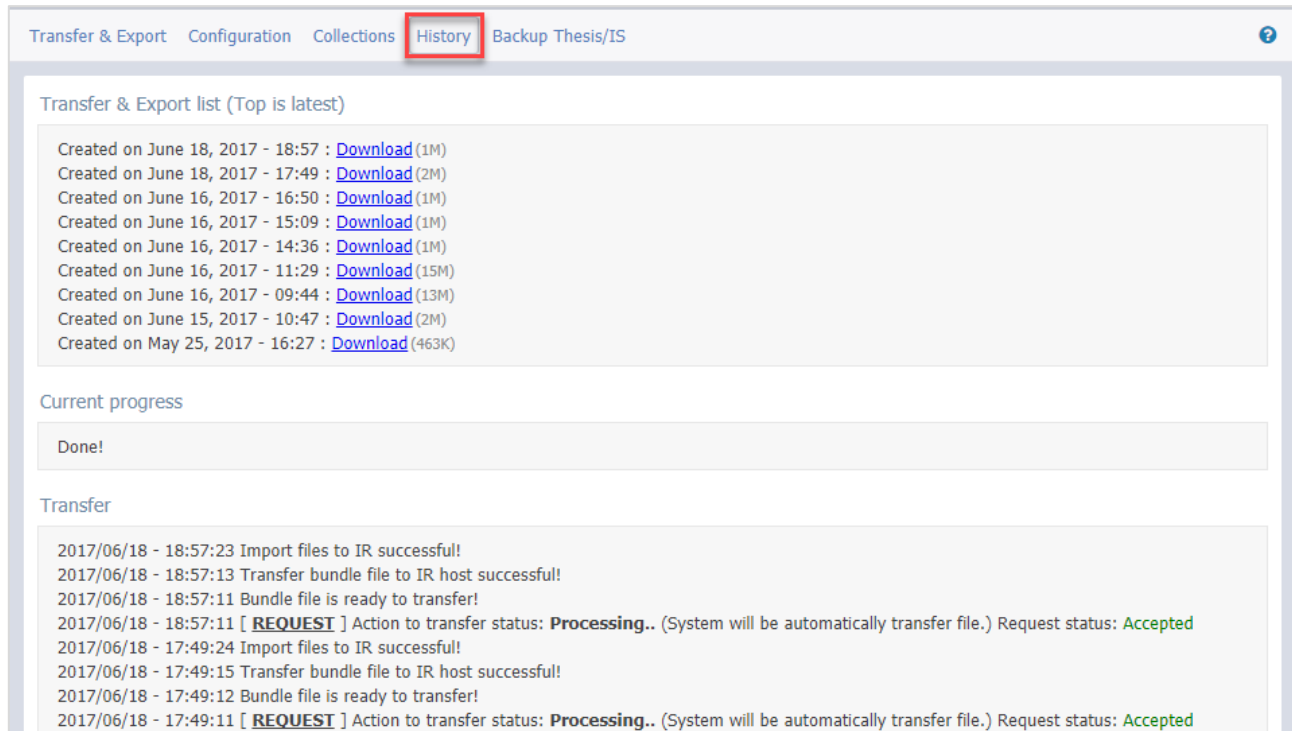 Transfer & Export Configuration Collections History Backup Thesis/IS ?
Transfer & Export list (Top is latest)
Created on June 18, 2017 - 18:57 : Download (1M)
Created on June 18, 2017 - 17:49 : Download (2M)
Created on June 16, 2017 - 16:50 : Download (1M)
Created on June 16, 2017 - 15:09 : Download (1M)
Created on June 16, 2017 - 14:36 : Download (1M)
Created on June 16, 2017 - 11:29 : Download (15M)
Created on June 16, 2017 - 09:44 : Download (13M)
Created on June 15, 2017 - 10:47 : Download (2M)
Created on May 25, 2017 - 16:27 : Download (463K)
Current progress
Done!
Transfer
2017/06/18 - 18:57:23 Import files to IR successful!
2017/06/18 - 18:57:13 Transfer bundle file to IR host successful!
2017/06/18 - 18:57:11 Bundle file is ready to transfer!
2017/06/18 - 18:57:11 [ REQUEST ] Action to transfer status: Processing.. (System will be automatically transfer file.) Request status: Accepted
2017/06/18 - 17:49:24 Import files to IR successful!
2017/06/18 - 17:49:15 Transfer bundle file to IR host successful!
2017/06/18 - 17:49:12 Bundle file is ready to transfer!
2017/06/18 - 17:49:11 [ REQUEST ] Action to transfer status: Processing.. (System will be automatically transfer file.) Request status: Accepted